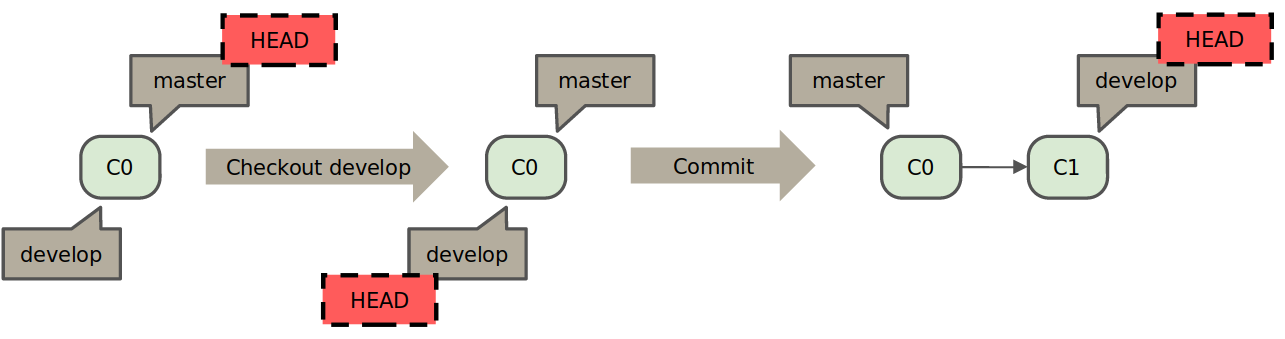 HEAD
master
C0
develop
Checkout develop
master
C0
develop
HEAD
Commit
master
C0
HEAD
develop
C1